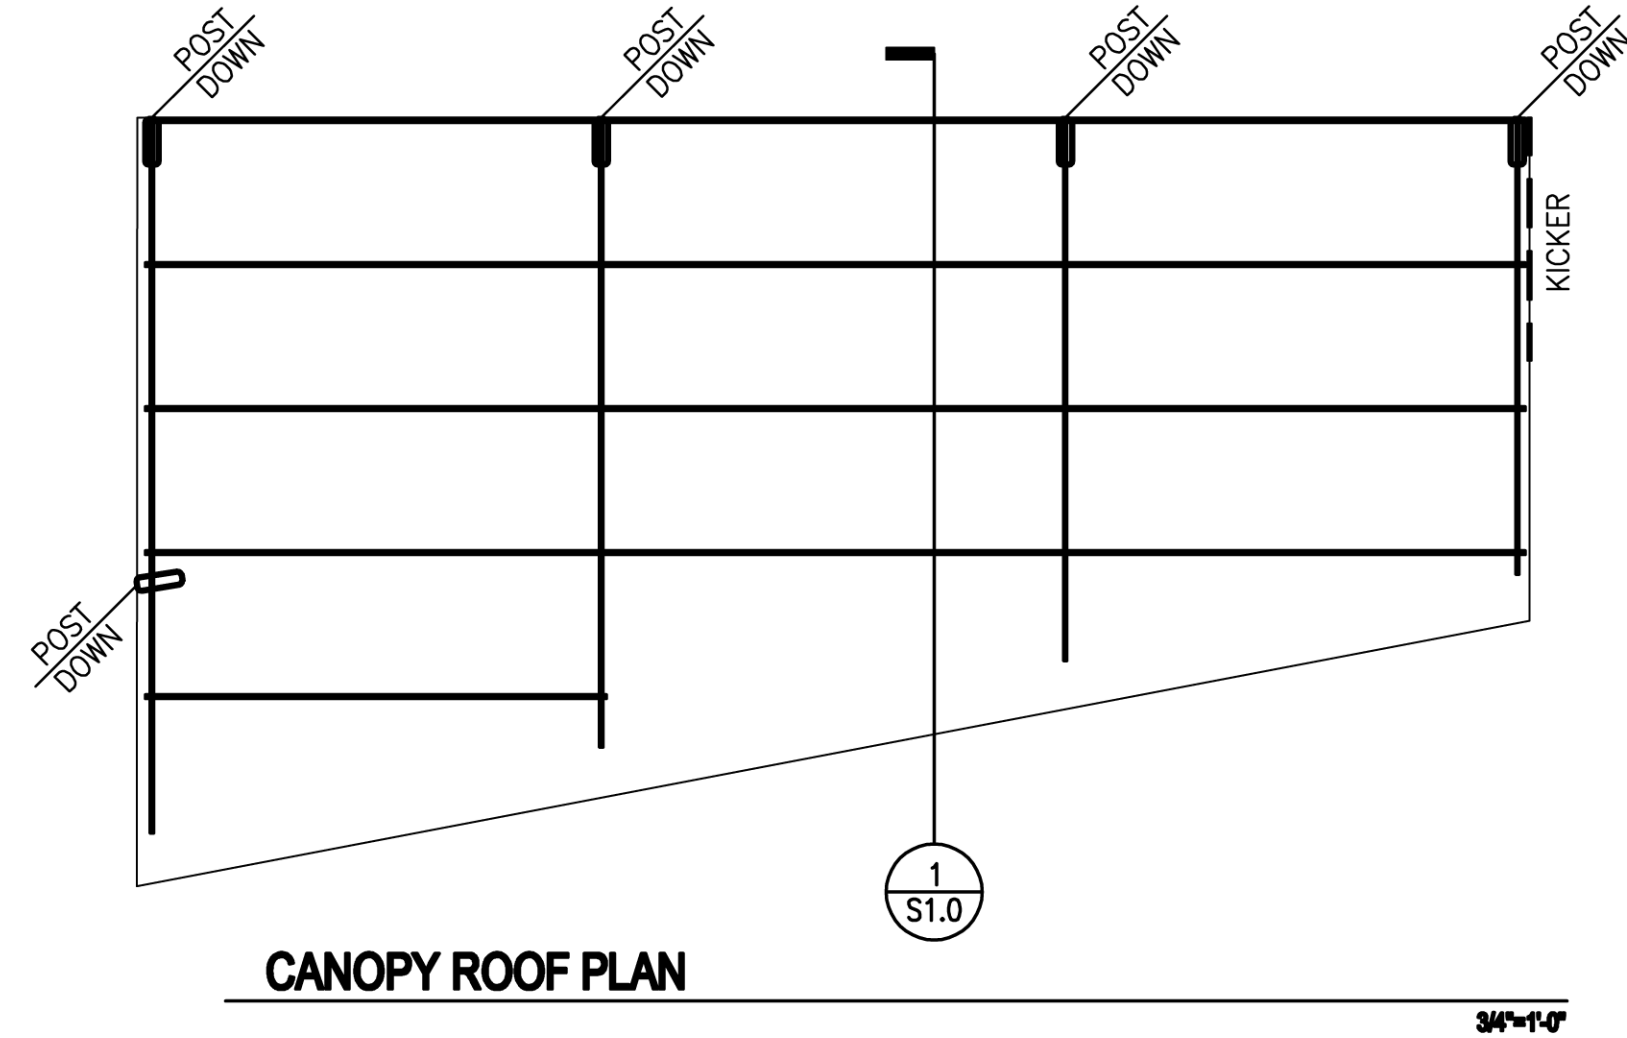 POST
DOWN
POST
DOWN
POST
DOWN
POST
DOWN
KICKER
POST
DOWN
1
S1.0
CANOPY ROOF PLAN
3/4"=1'-0"